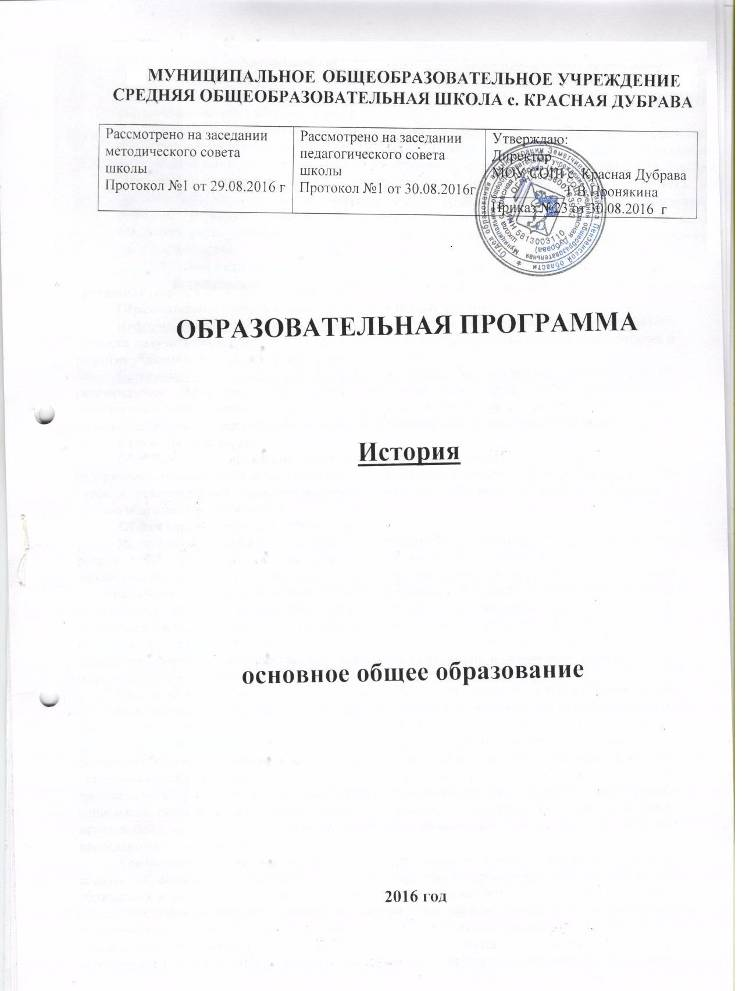 МУНИЦИПАЛЬНОЕ ОБЩЕОБРАЗОВАТЕЛЬНОЕ УЧРЕЖДЕНИЕ
СРЕДНЯЯ ОБЩЕОБРАЗОВАТЕЛЬНАЯ ШКОЛА с. КРАСНАЯ ДУБРАВА
Рассмотрено на заседании
методического совета
школы
Протокол №1 от 29.08.2016 г
Рассмотрено на заседании
педагогического совета
школы
Протокол №1 от 30.08.2016г
Утверждаю:
Директор
МОУ СОШ с. Красная Дубрава
Т.В.Пронякина
Приказ №23 от 30.08.2016 г
ОБРАЗОВАТЕЛЬНАЯ ПРОГРАММА
История
основное общее образование
2016 год